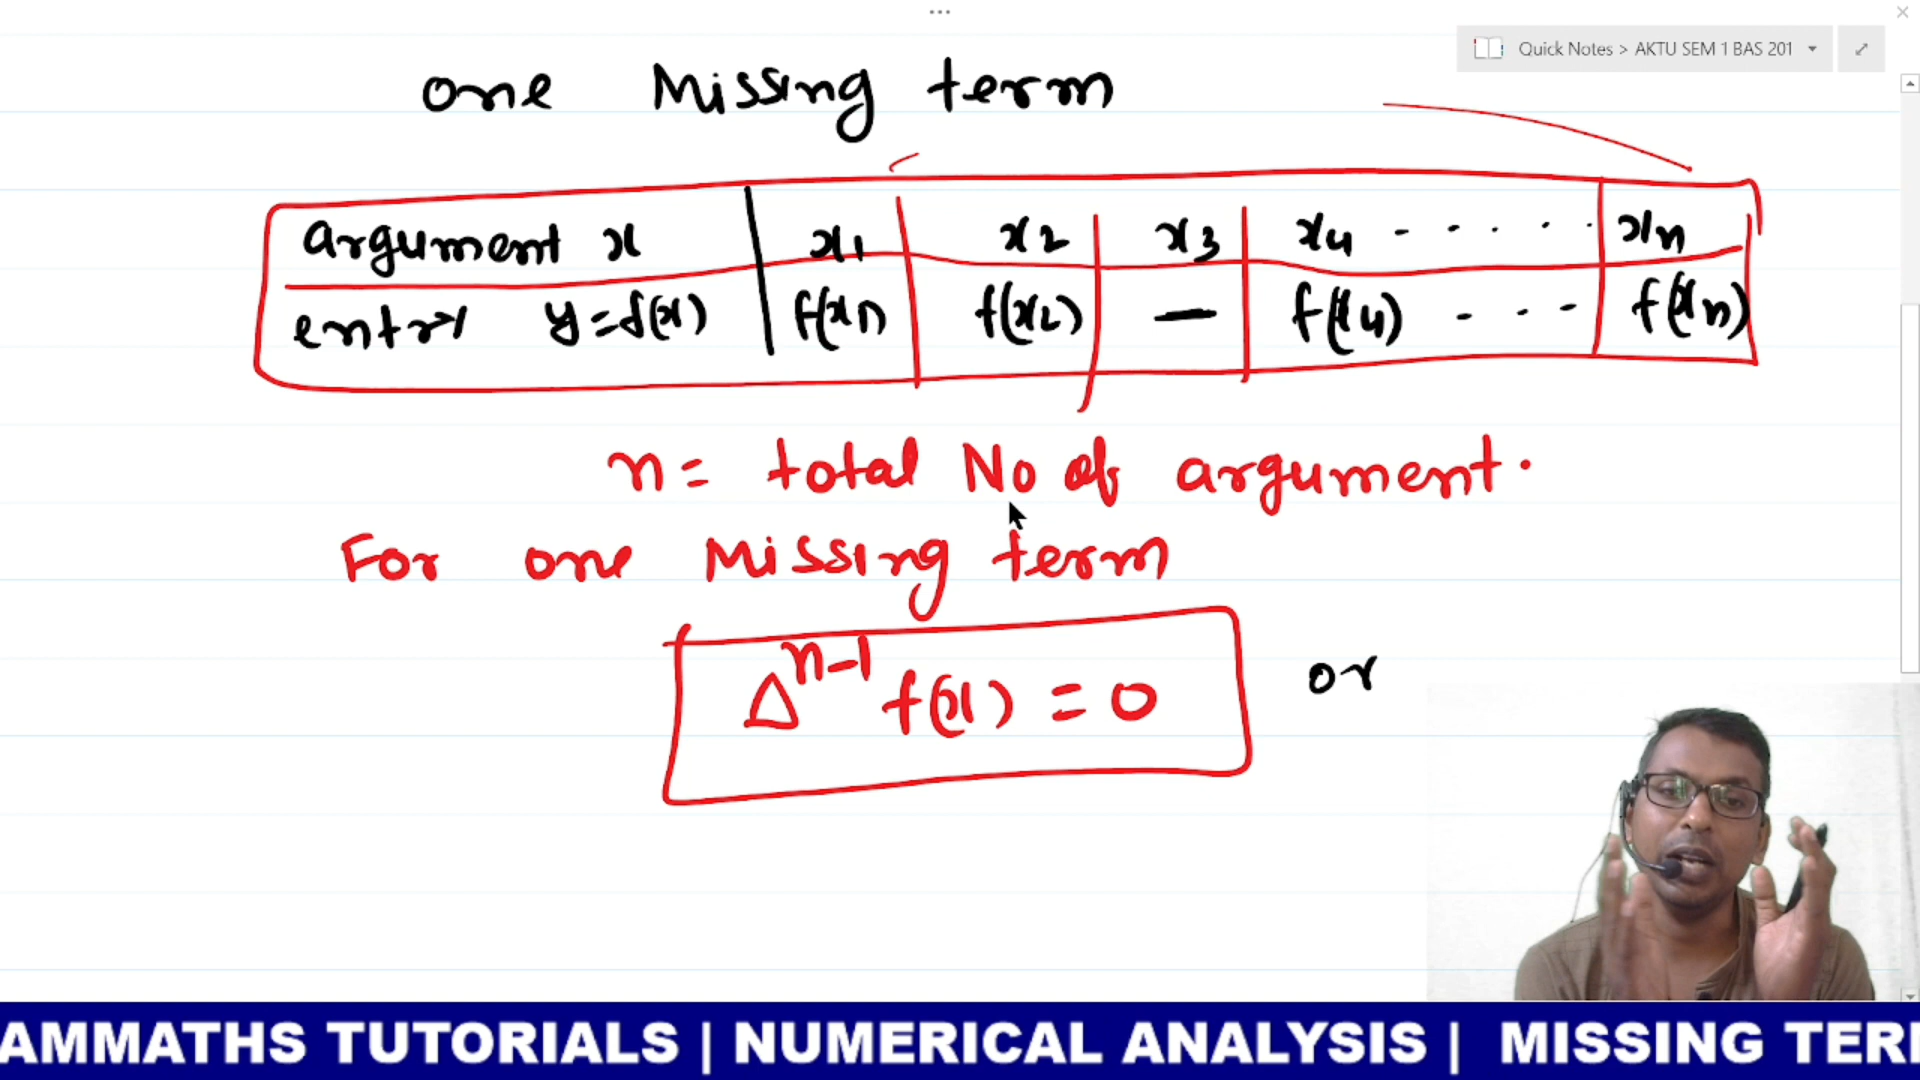 Quick Notes > AKTU SEM 1 BAS 201
one Missing term
argument x x1 x2 x3 x4 - · · · · · xn
entry y=f(x) f(x1) f(x2) — f(x4) - · · - f(xn)
n = total No of argument.
For one Missing term
Δ^n-1 f(x) = 0 or
AMMATHS TUTORIALS | NUMERICAL ANALYSIS | MISSING TERI